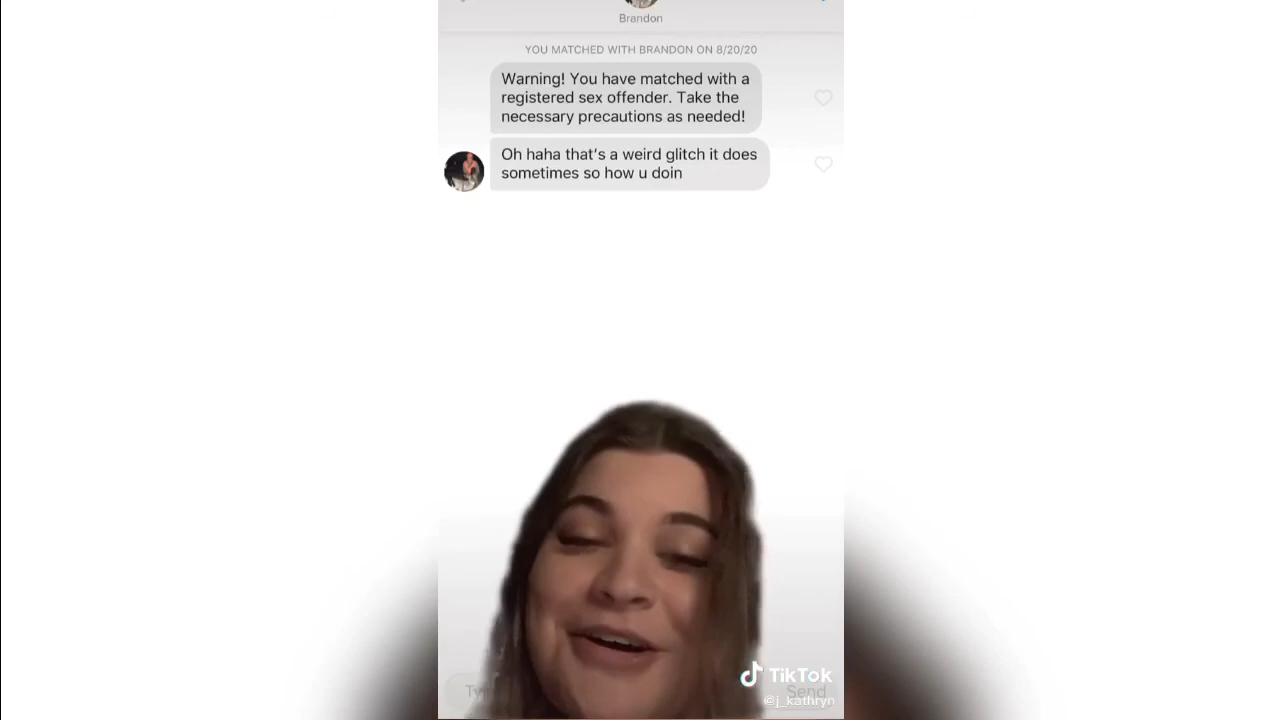 Brandon
YOU MATCHED WITH BRANDON ON 8/20/20
Warning! You have matched with a
registered sex offender. Take the
necessary precautions as needed!
Oh haha that's a weird glitch it does
sometimes so how u doin
TikTok
Send
@j_kathryn